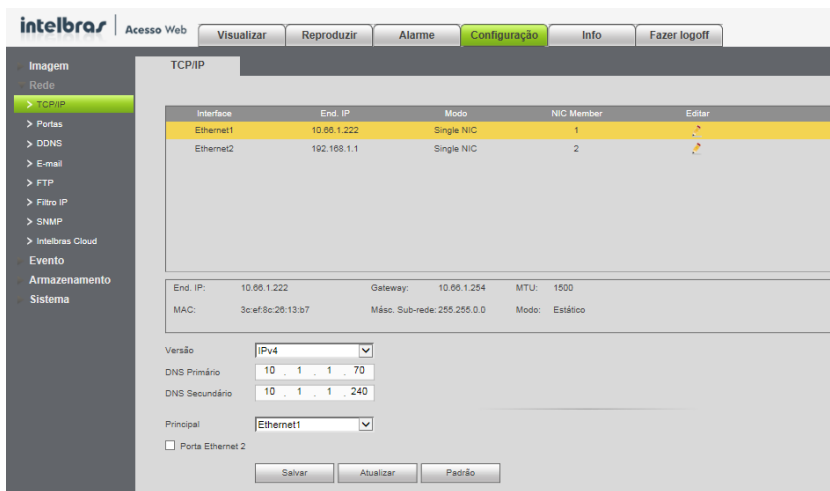 intelbras Acesso Web Visualizar Reproduzir Alarme Configuração Info Fazer logoff
Imagem
Rede
> TCP/IP
> Portas
> DDNS
> E-mail
> FTP
> Filtro IP
> SNMP
> Intelbras Cloud
Evento
Armazenamento
Sistema
TCP/IP
Interface End. IP Modo NIC Member Editar
Ethernet1 10.66.1.222 Single NIC 1
Ethernet2 192.168.1.1 Single NIC 2
End. IP: 10.66.1.222 Gateway: 10.66.1.254 MTU: 1500
MAC: 3c:ef:8c:26:13:b7 Másc. Sub-rede: 255.255.0.0 Modo: Estático
Versão IPv4
DNS Primário 10 . 1 . 1 . 70
DNS Secundário 10 . 1 . 1 . 240
Principal Ethernet1
Porta Ethernet 2
Salvar Atualizar Padrão